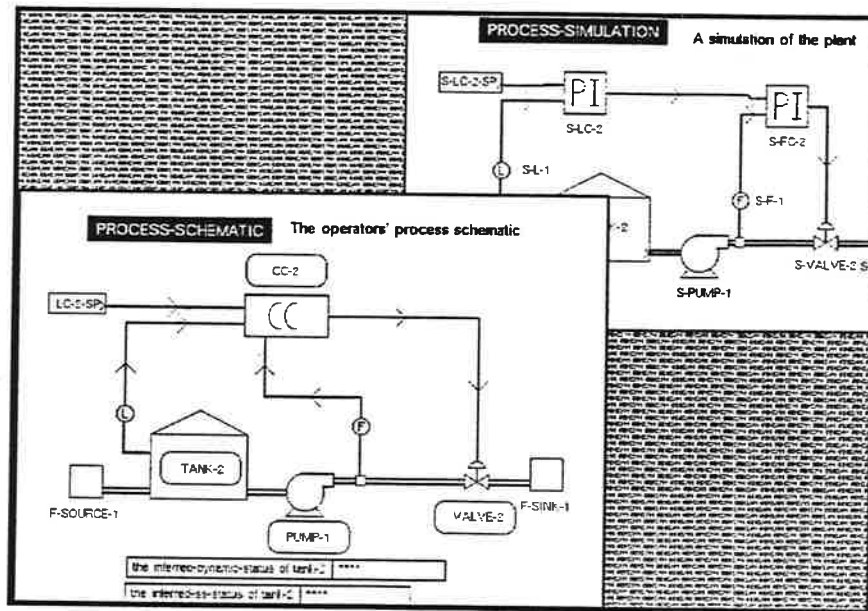 PROCESS-SIMULATION
A simulation of the plant
S-LC-2-SP
PI
PI
S-LC-2
S-FC-2
L
S-L-1
F
S-F-1
-2
S-VALVE-2 S
S-PUMP-1
PROCESS-SCHEMATIC
The operators' process schematic
CC-2
LC-2-SP
CC
L
F
TANK-2
F-SOURCE-1
VALVE-2
F-SINK-1
PUMP-1
the inferred-dynamic-status of tank-2 ****
the inferred-ss-status of tank-2 ****